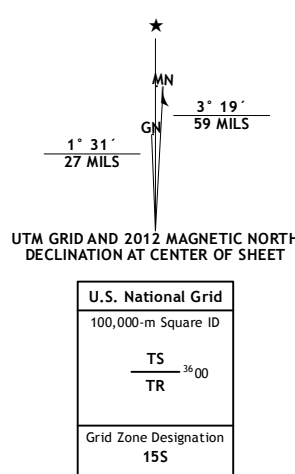 ★
MN
3° 19´
59 MILS
GN
1° 31´
27 MILS
UTM GRID AND 2012 MAGNETIC NORTH
DECLINATION AT CENTER OF SHEET
U.S. National Grid
100,000-m Square ID
TS
3600
TR
Grid Zone Designation
15S